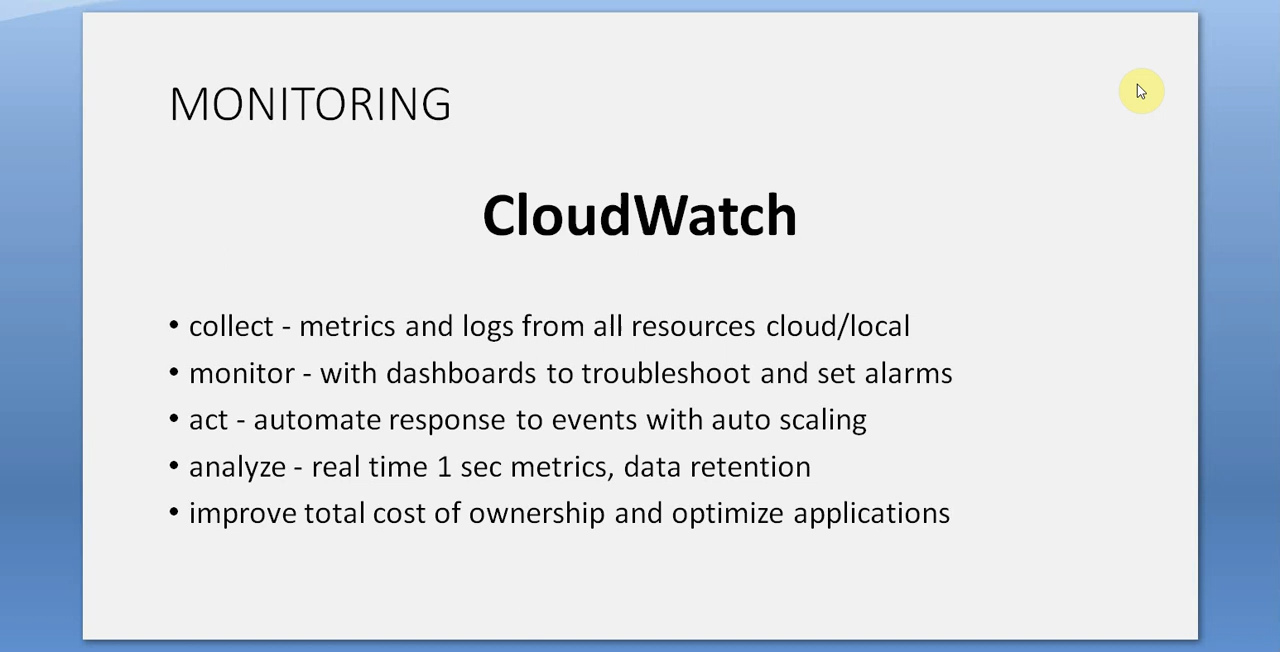 MONITORING
CloudWatch
• collect - metrics and logs from all resources cloud/local
• monitor - with dashboards to troubleshoot and set alarms
• act - automate response to events with auto scaling
• analyze - real time 1 sec metrics, data retention
• improve total cost of ownership and optimize applications